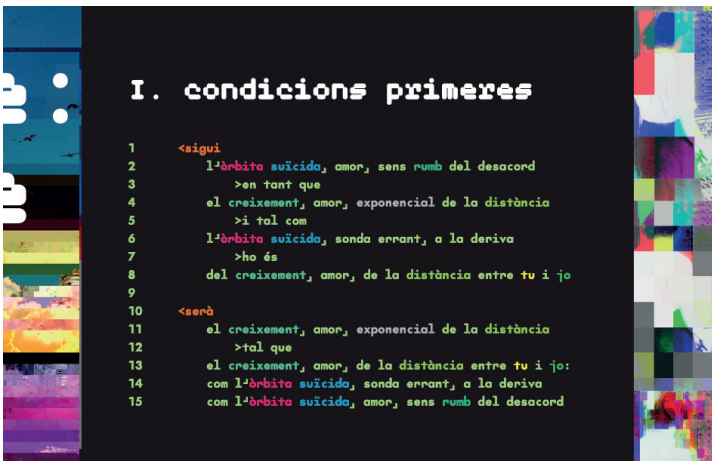 I. condicions primeres
1 <sigui
2 l'òrbita suïcida, amor, sens rumb del desacord
3 >en tant que
4 el creixement, amor, exponencial de la distància
5 >i tal com
6 l'òrbita suïcida, sonda errant, a la deriva
7 >ho és
8 del creixement, amor, de la distància entre tu i jo
9
10 <serà
11 el creixement, amor, exponencial de la distància
12 >tal que
13 el creixement, amor, de la distància entre tu i jo:
14 com l'òrbita suïcida, sonda errant, a la deriva
15 com l'òrbita suïcida, amor, sens rumb del desacord